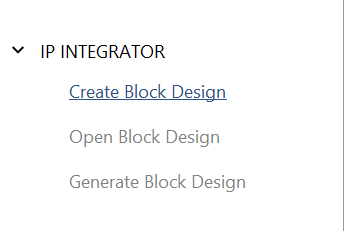 IP INTEGRATOR
Create Block Design
Open Block Design
Generate Block Design